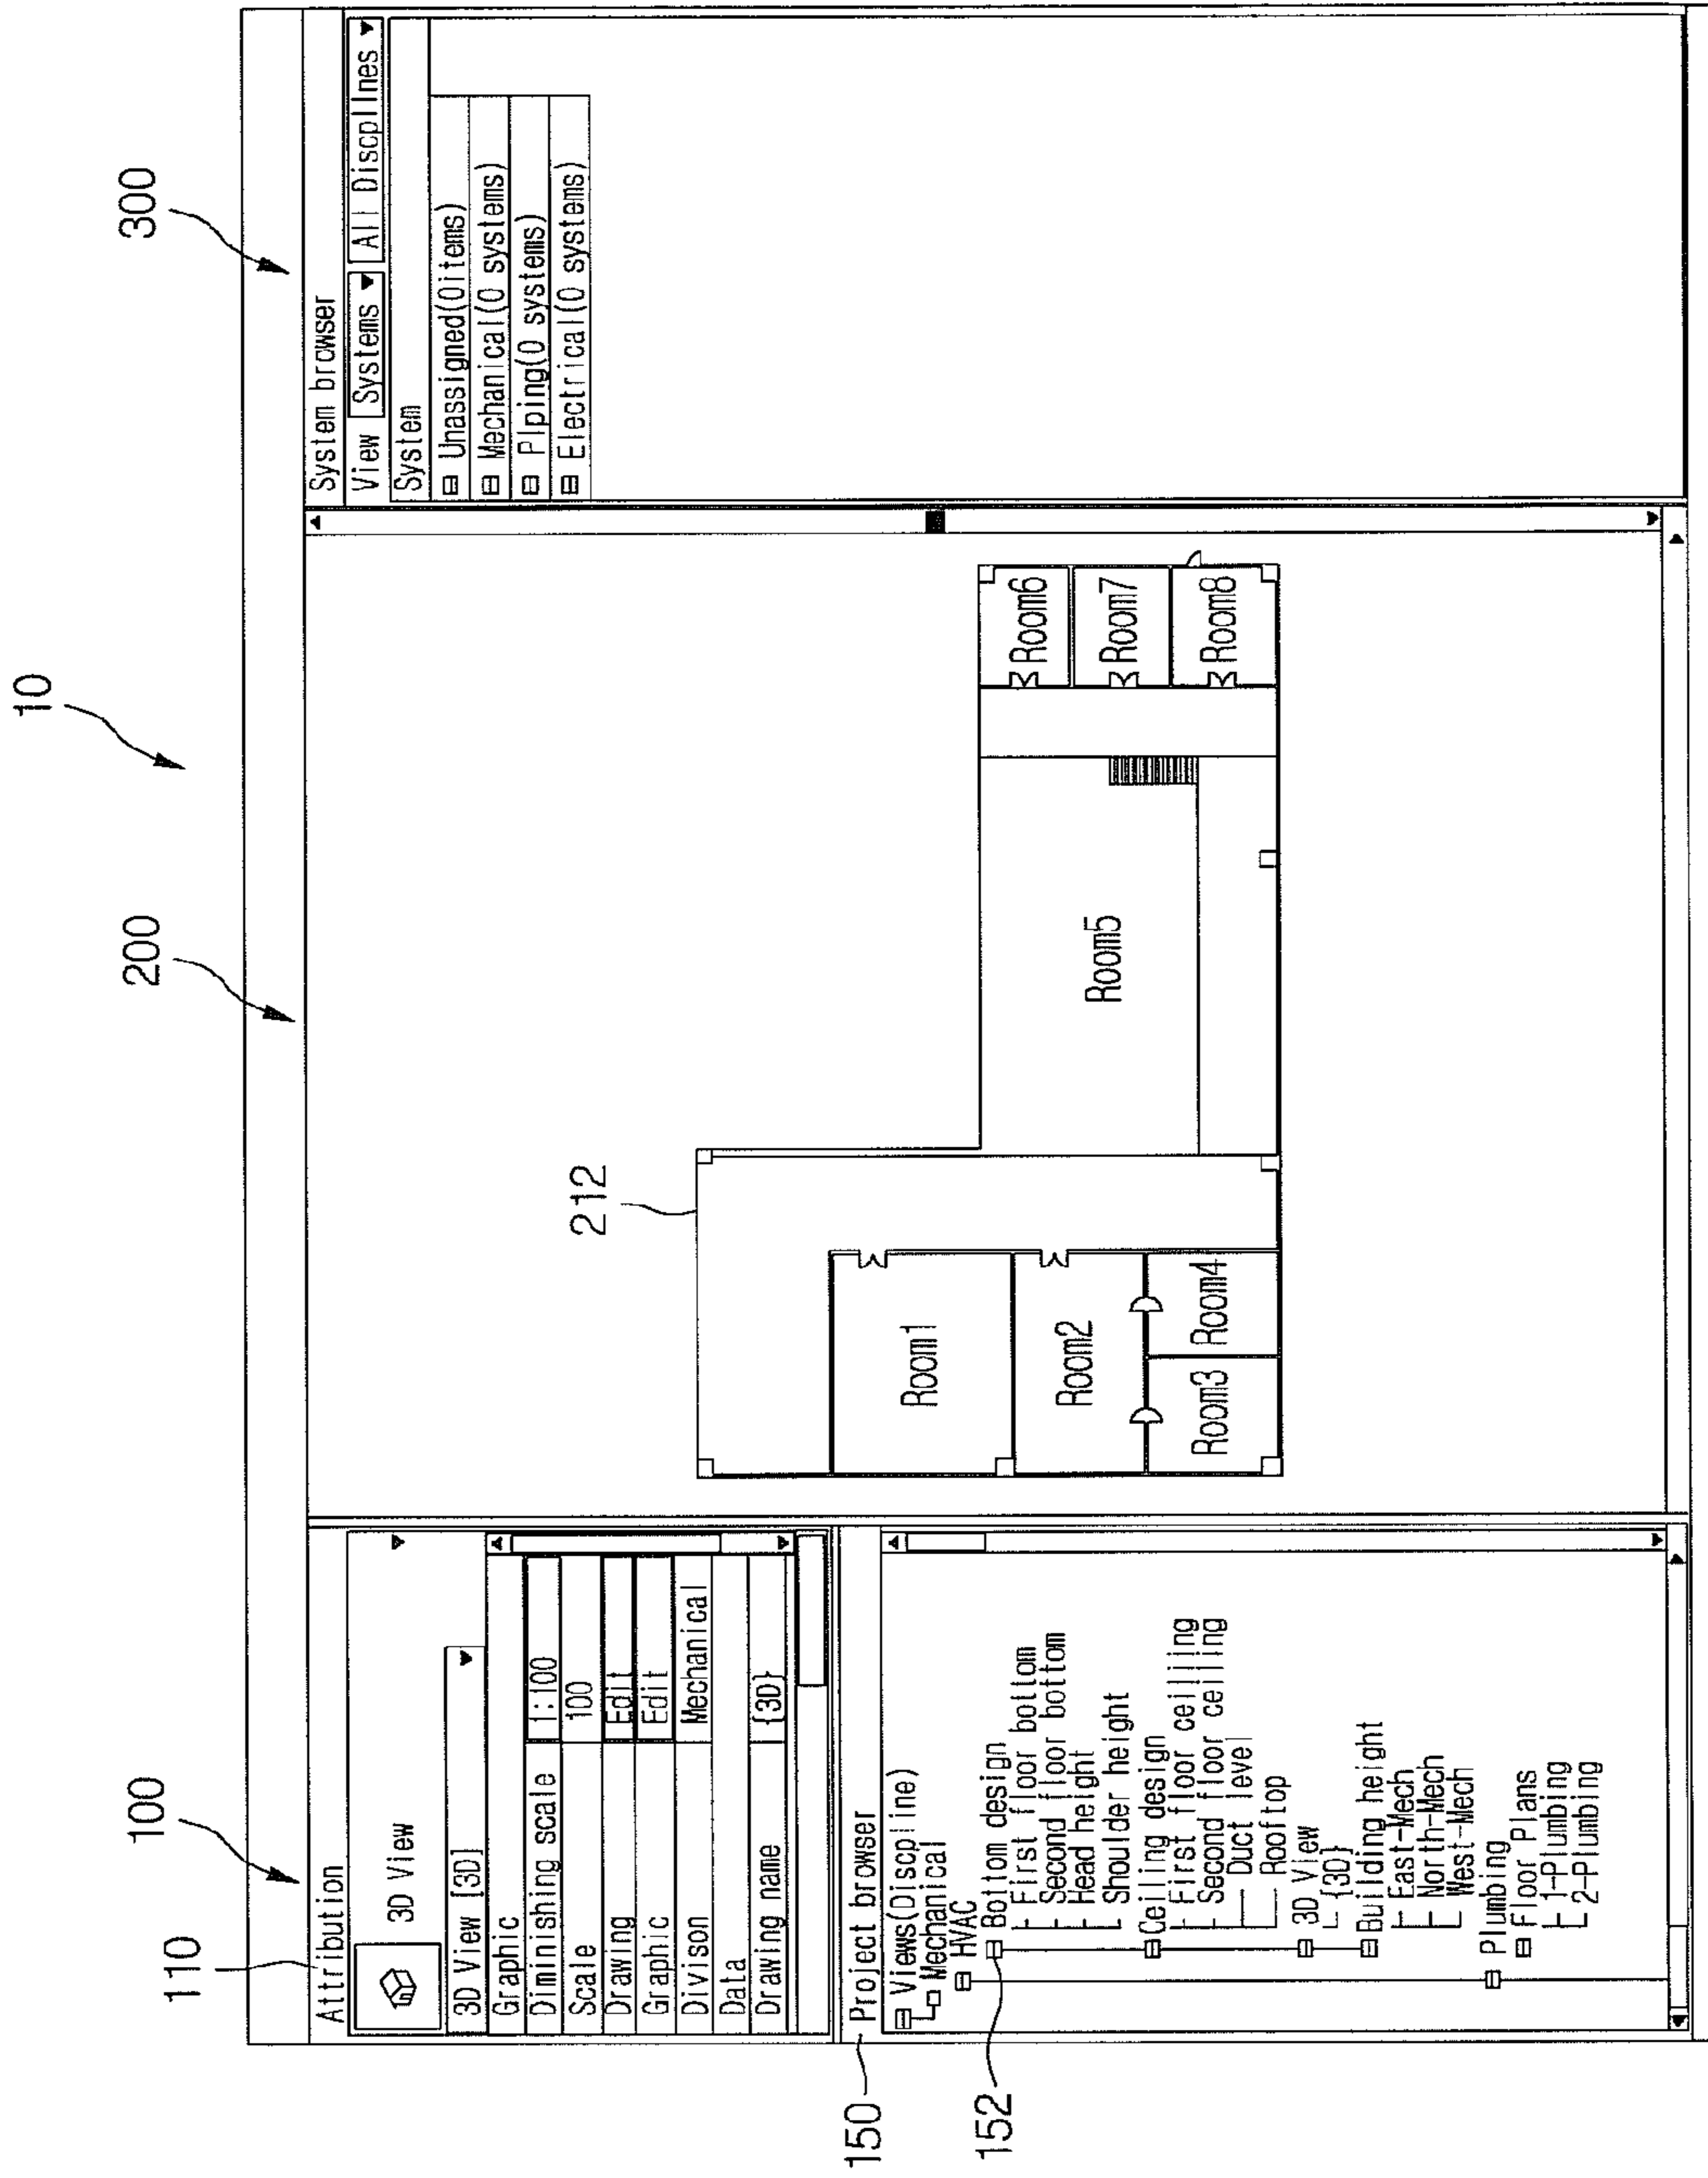 10
100
200
300
110
Attribution
3D View
3D View [3D]
Graphic
Diminishing scale 1:100
Scale 100
Drawing Edit
Graphic Edit
Divison Mechanical
Data
Drawing name {3D}
150
Project browser
Views(Discpline)
Mechanical
HVAC
152
Bottom design
First floor bottom
Second floor bottom
Head height
Shoulder height
Ceilling design
First floor ceilling
Second floor ceilling
Duct level
Rooftop
3D View
{3D}
Building height
East-Mech
North-Mech
West-Mech
Plumbing
Floor Plans
1-Plumbing
2-Plumbing
212
Room1
Room2
Room3
Room4
Room5
Room6
Room7
Room8
System browser
View Systems All Discplines
System
Unassigned(0items)
Mechanical(0 systems)
Piping(0 systems)
Electrical(0 systems)